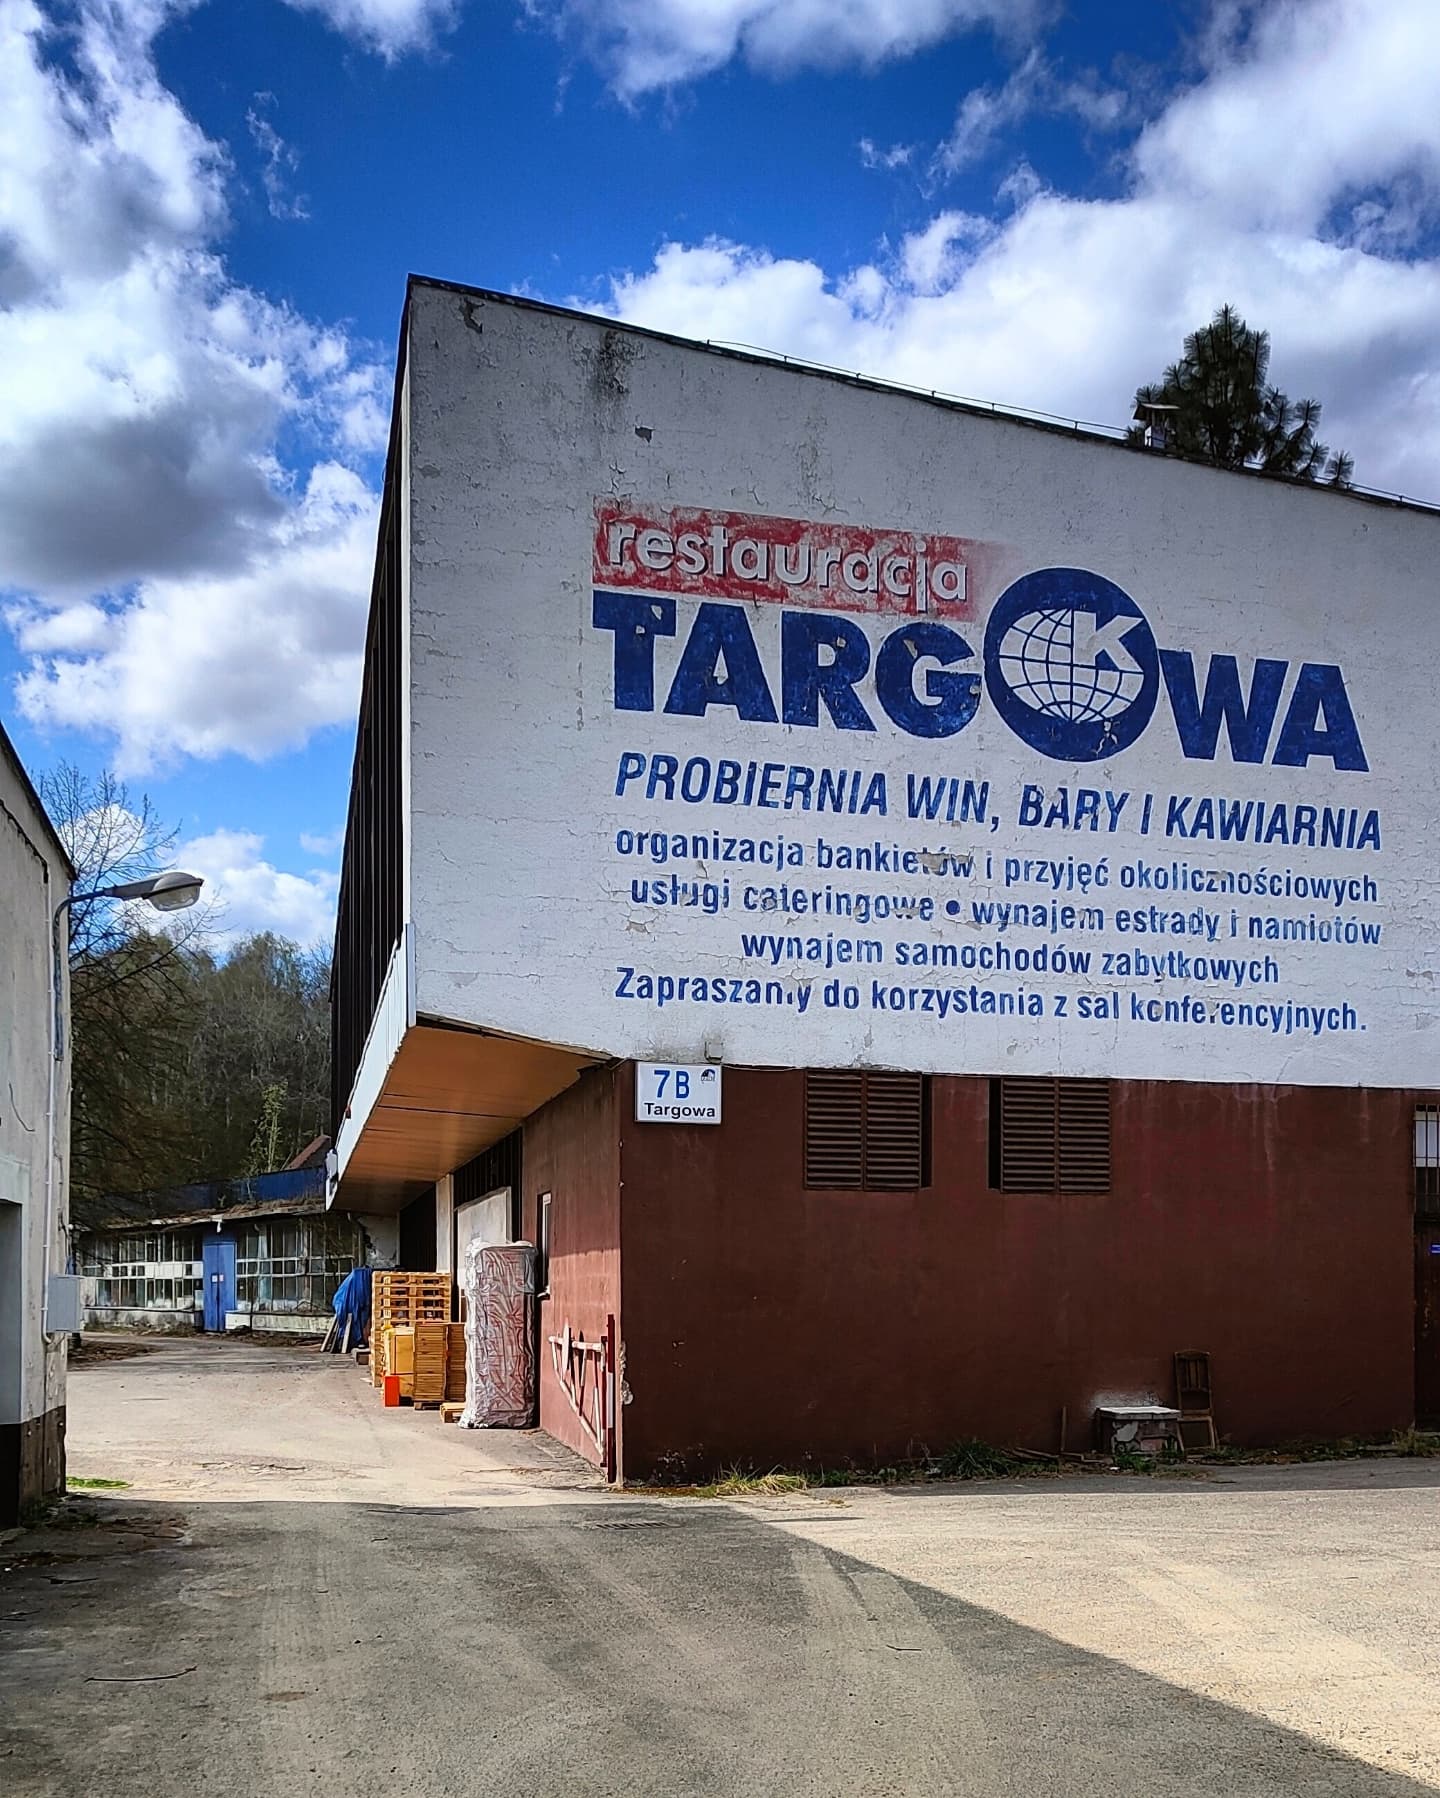 restauracja
TARGOWA
K
PROBIERNIA WIN, BARY I KAWIARNIA
organizacja bankietów i przyjęć okolicznościowych
usługi cateringowe • wynajem estrady i namiotów
wynajem samochodów zabytkowych
Zapraszamy do korzystania z sal konferencyjnych.
7B
Targowa